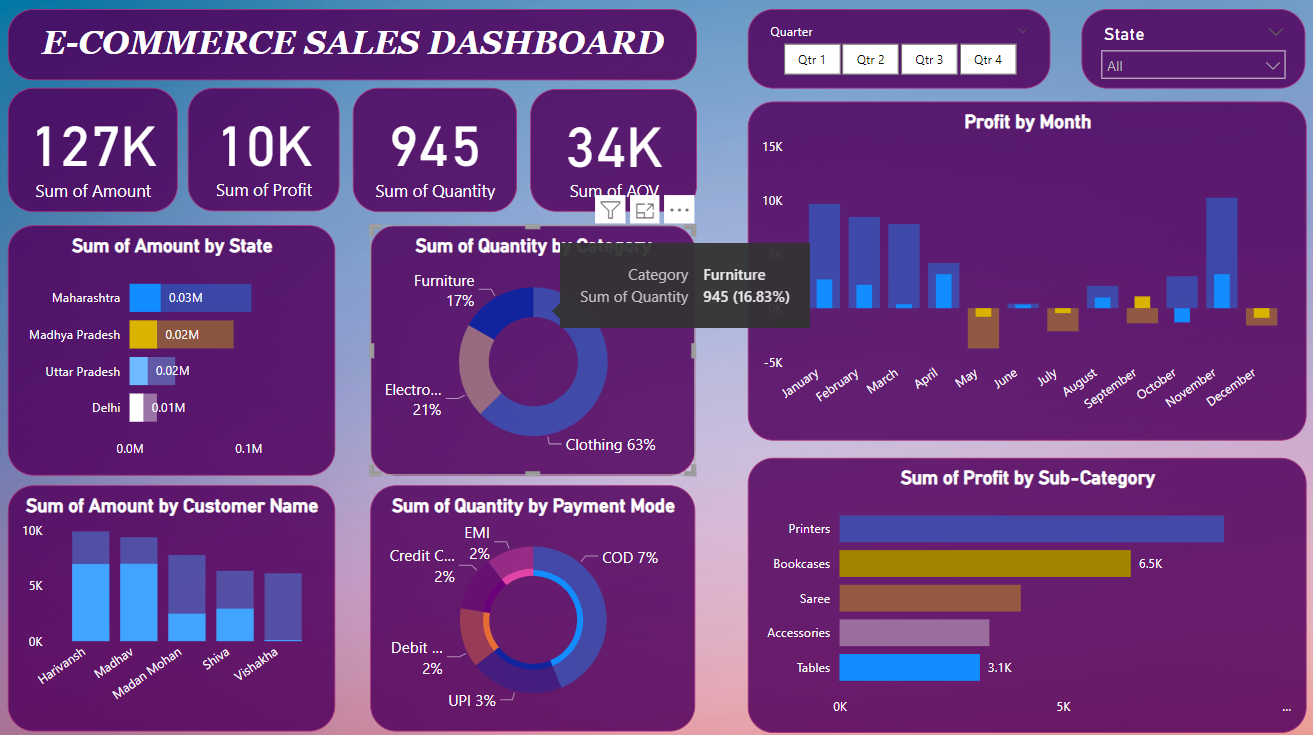 E-COMMERCE SALES DASHBOARD
Quarter
Qtr 1
Qtr 2
Qtr 3
Qtr 4
State
All
127K
Sum of Amount
10K
Sum of Profit
945
Sum of Quantity
34K
Sum of AOV
Sum of Amount by State
Maharashtra
0.03M
Madhya Pradesh
0.02M
Uttar Pradesh
0.02M
Delhi
0.01M
0.0M
0.1M
Sum of Quantity by Category
Furniture
17%
Electro...
21%
Clothing 63%
Category Furniture
Sum of Quantity 945 (16.83%)
Profit by Month
15K
10K
5K
0K
-5K
January
February
March
April
May
June
July
August
September
October
November
December
Sum of Amount by Customer Name
10K
5K
0K
Harivansh
Madhav
Madan Mohan
Shiva
Vishakha
Sum of Quantity by Payment Mode
EMI
2%
Credit C...
2%
Debit ...
2%
UPI 3%
COD 7%
Sum of Profit by Sub-Category
Printers
Bookcases
6.5K
Saree
Accessories
Tables
3.1K
0K
5K
...